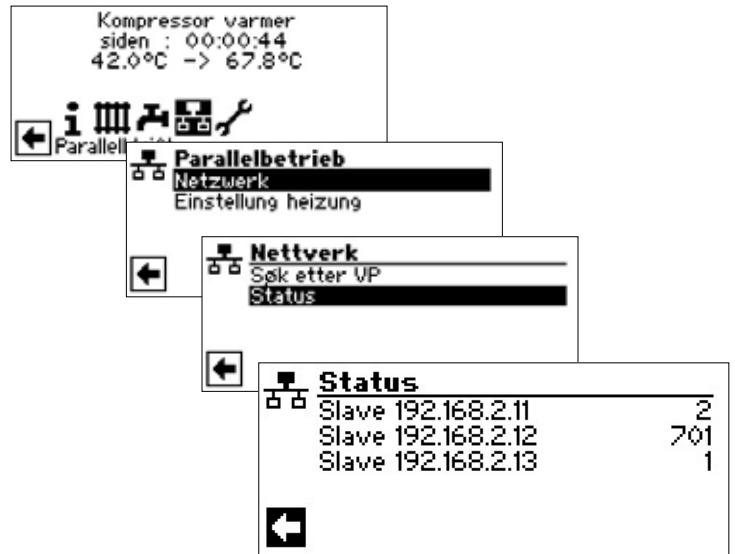 Kompressor varmer
siden : 00:00:44
42.0°C -> 67.8°C
Parallelbetrieb
Netzwerk
Einstellung heizung
Nettverk
Søk etter VP
Status
Status
Slave 192.168.2.11 2
Slave 192.168.2.12 701
Slave 192.168.2.13 1